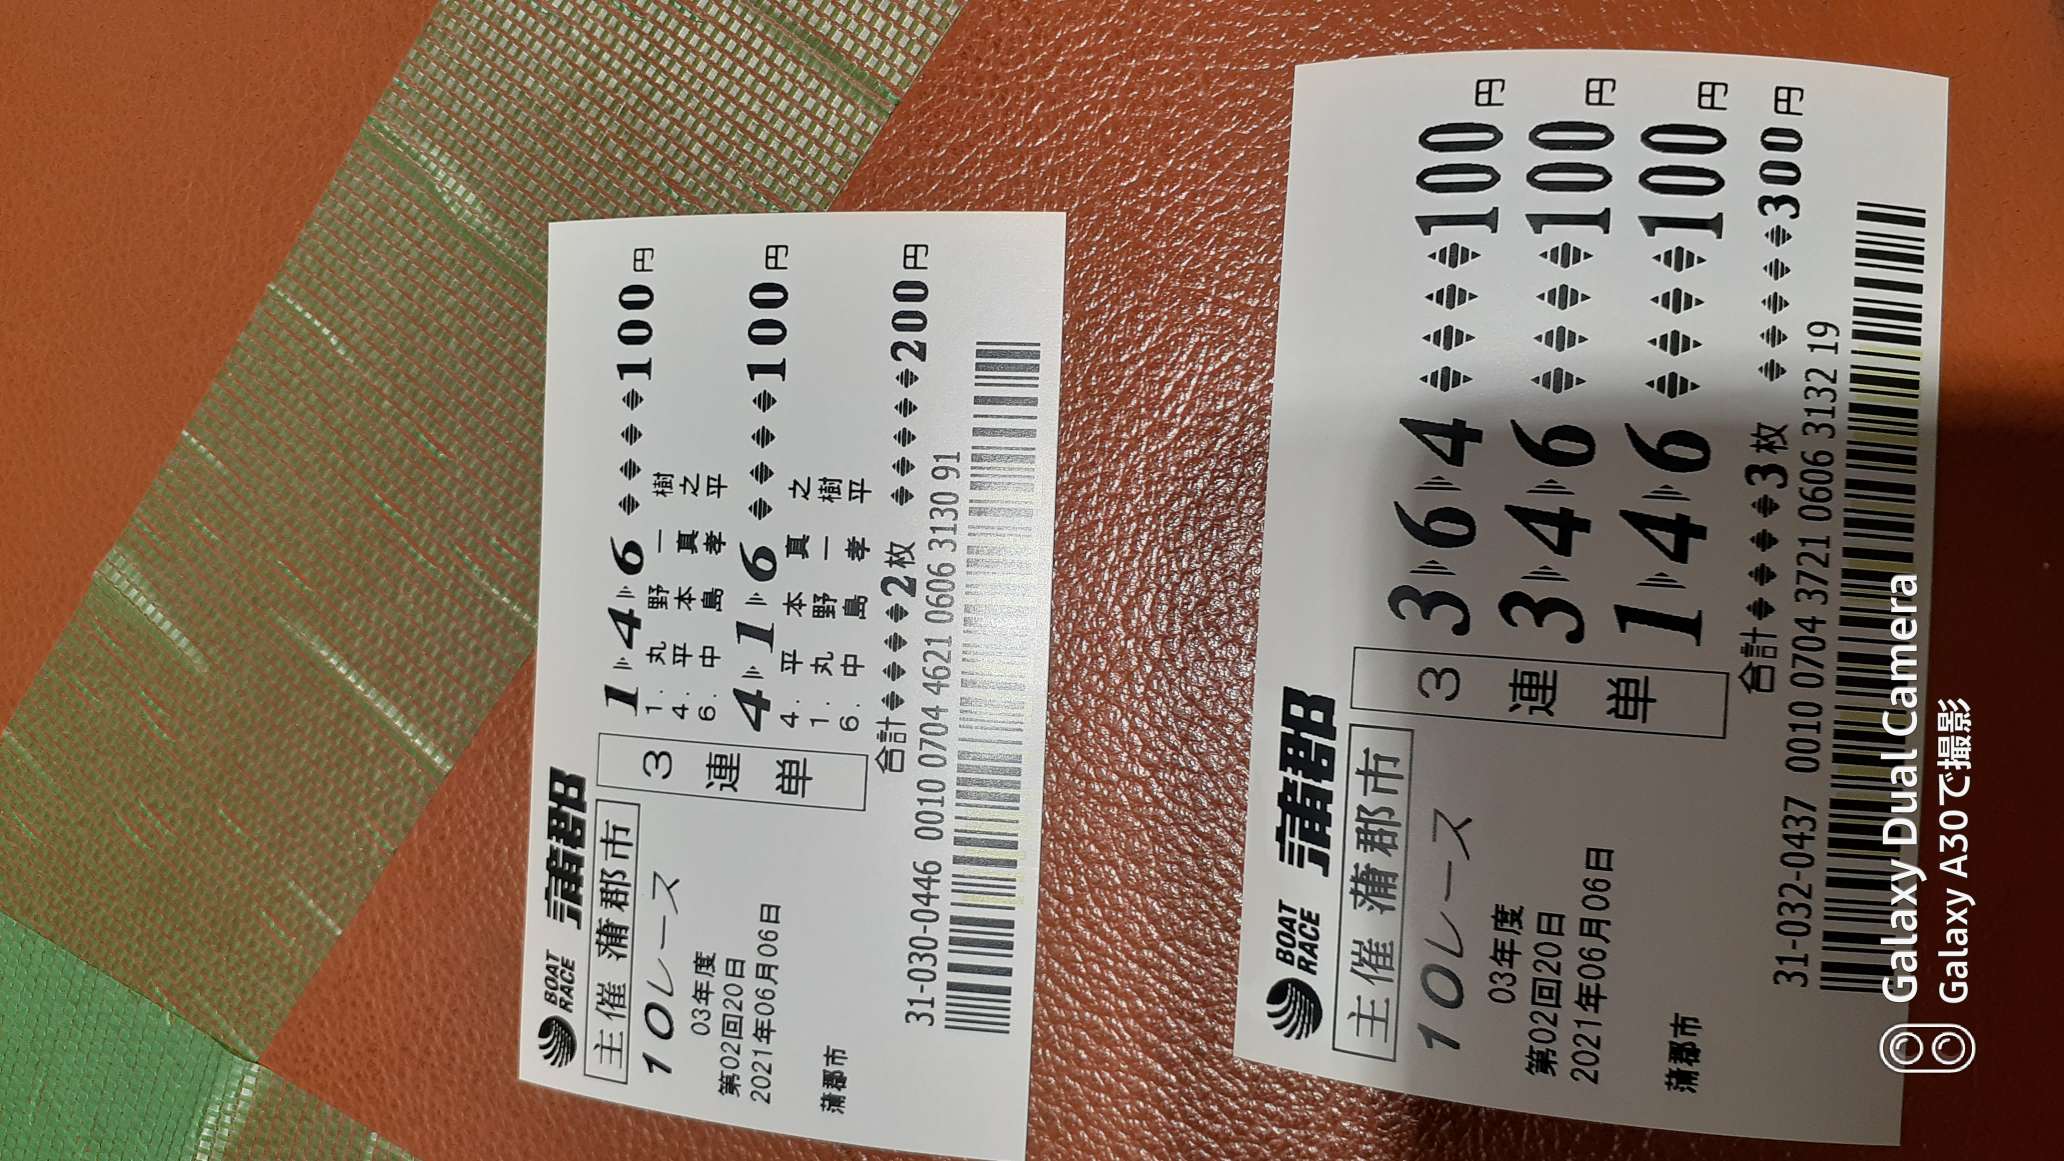 BOAT RACE 蒲郡
主催 蒲郡市
10レース
03年度
第02回20日
2021年06月06日
蒲郡市
3連単
1 4 6 100円
1. 丸野 一樹
4. 平本 真之
6. 中島 孝平
4 1 6 100円
4. 平本 真之
1. 丸野 一樹
6. 中島 孝平
合計 2枚 200円
31-030-0446 0010 0704 4621 0606 3130 91
BOAT RACE 蒲郡
主催 蒲郡市
10レース
03年度
第02回20日
2021年06月06日
蒲郡市
3連単
3 6 4 100円
3 4 6 100円
1 4 6 100円
合計 3枚 300円
31-032-0437 0010 0704 3721 0606 3132 19
Galaxy Dual Camera
Galaxy A30で撮影